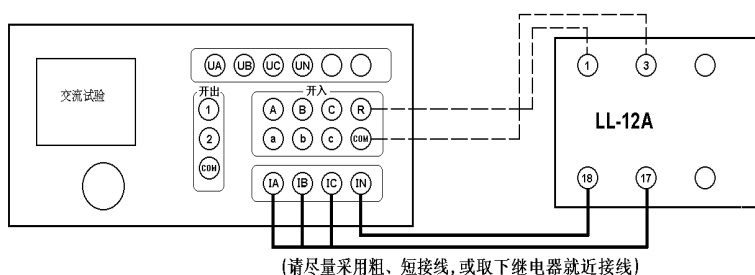 UA UB UC UN
交流试验
开出
开入
1
A B C R
2
a b c COM
COM
IA IB IC IN
1 3
LL-12A
18 17
(请尽量采用粗、短接线,或取下继电器就近接线)